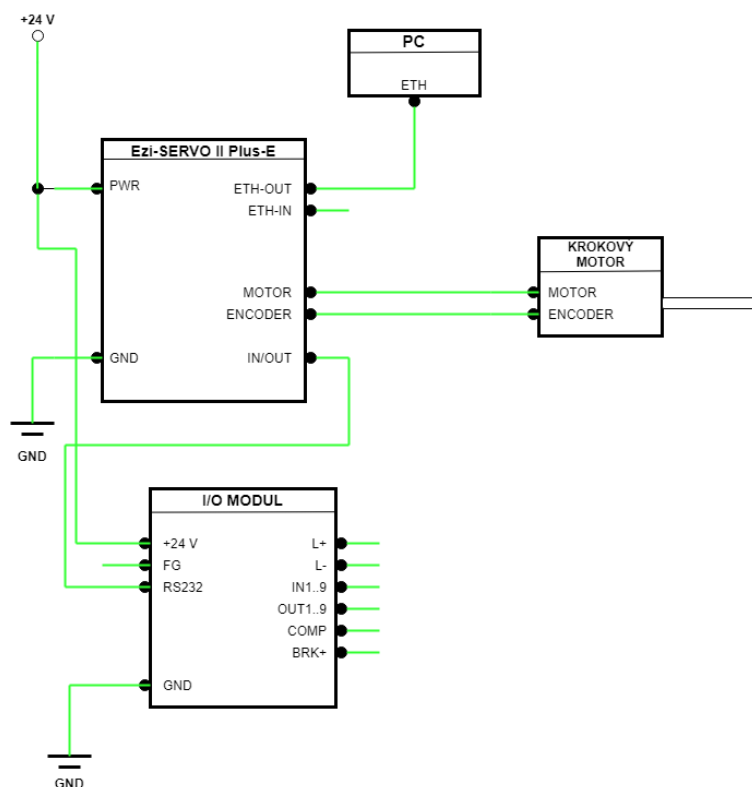 +24 V
PC
ETH
Ezi-SERVO II Plus-E
PWR
ETH-OUT
ETH-IN
MOTOR
ENCODER
GND
IN/OUT
KROKOVY
MOTOR
MOTOR
ENCODER
GND
I/O MODUL
+24 V
FG
RS232
GND
L+
L-
IN1..9
OUT1..9
COMP
BRK+
GND